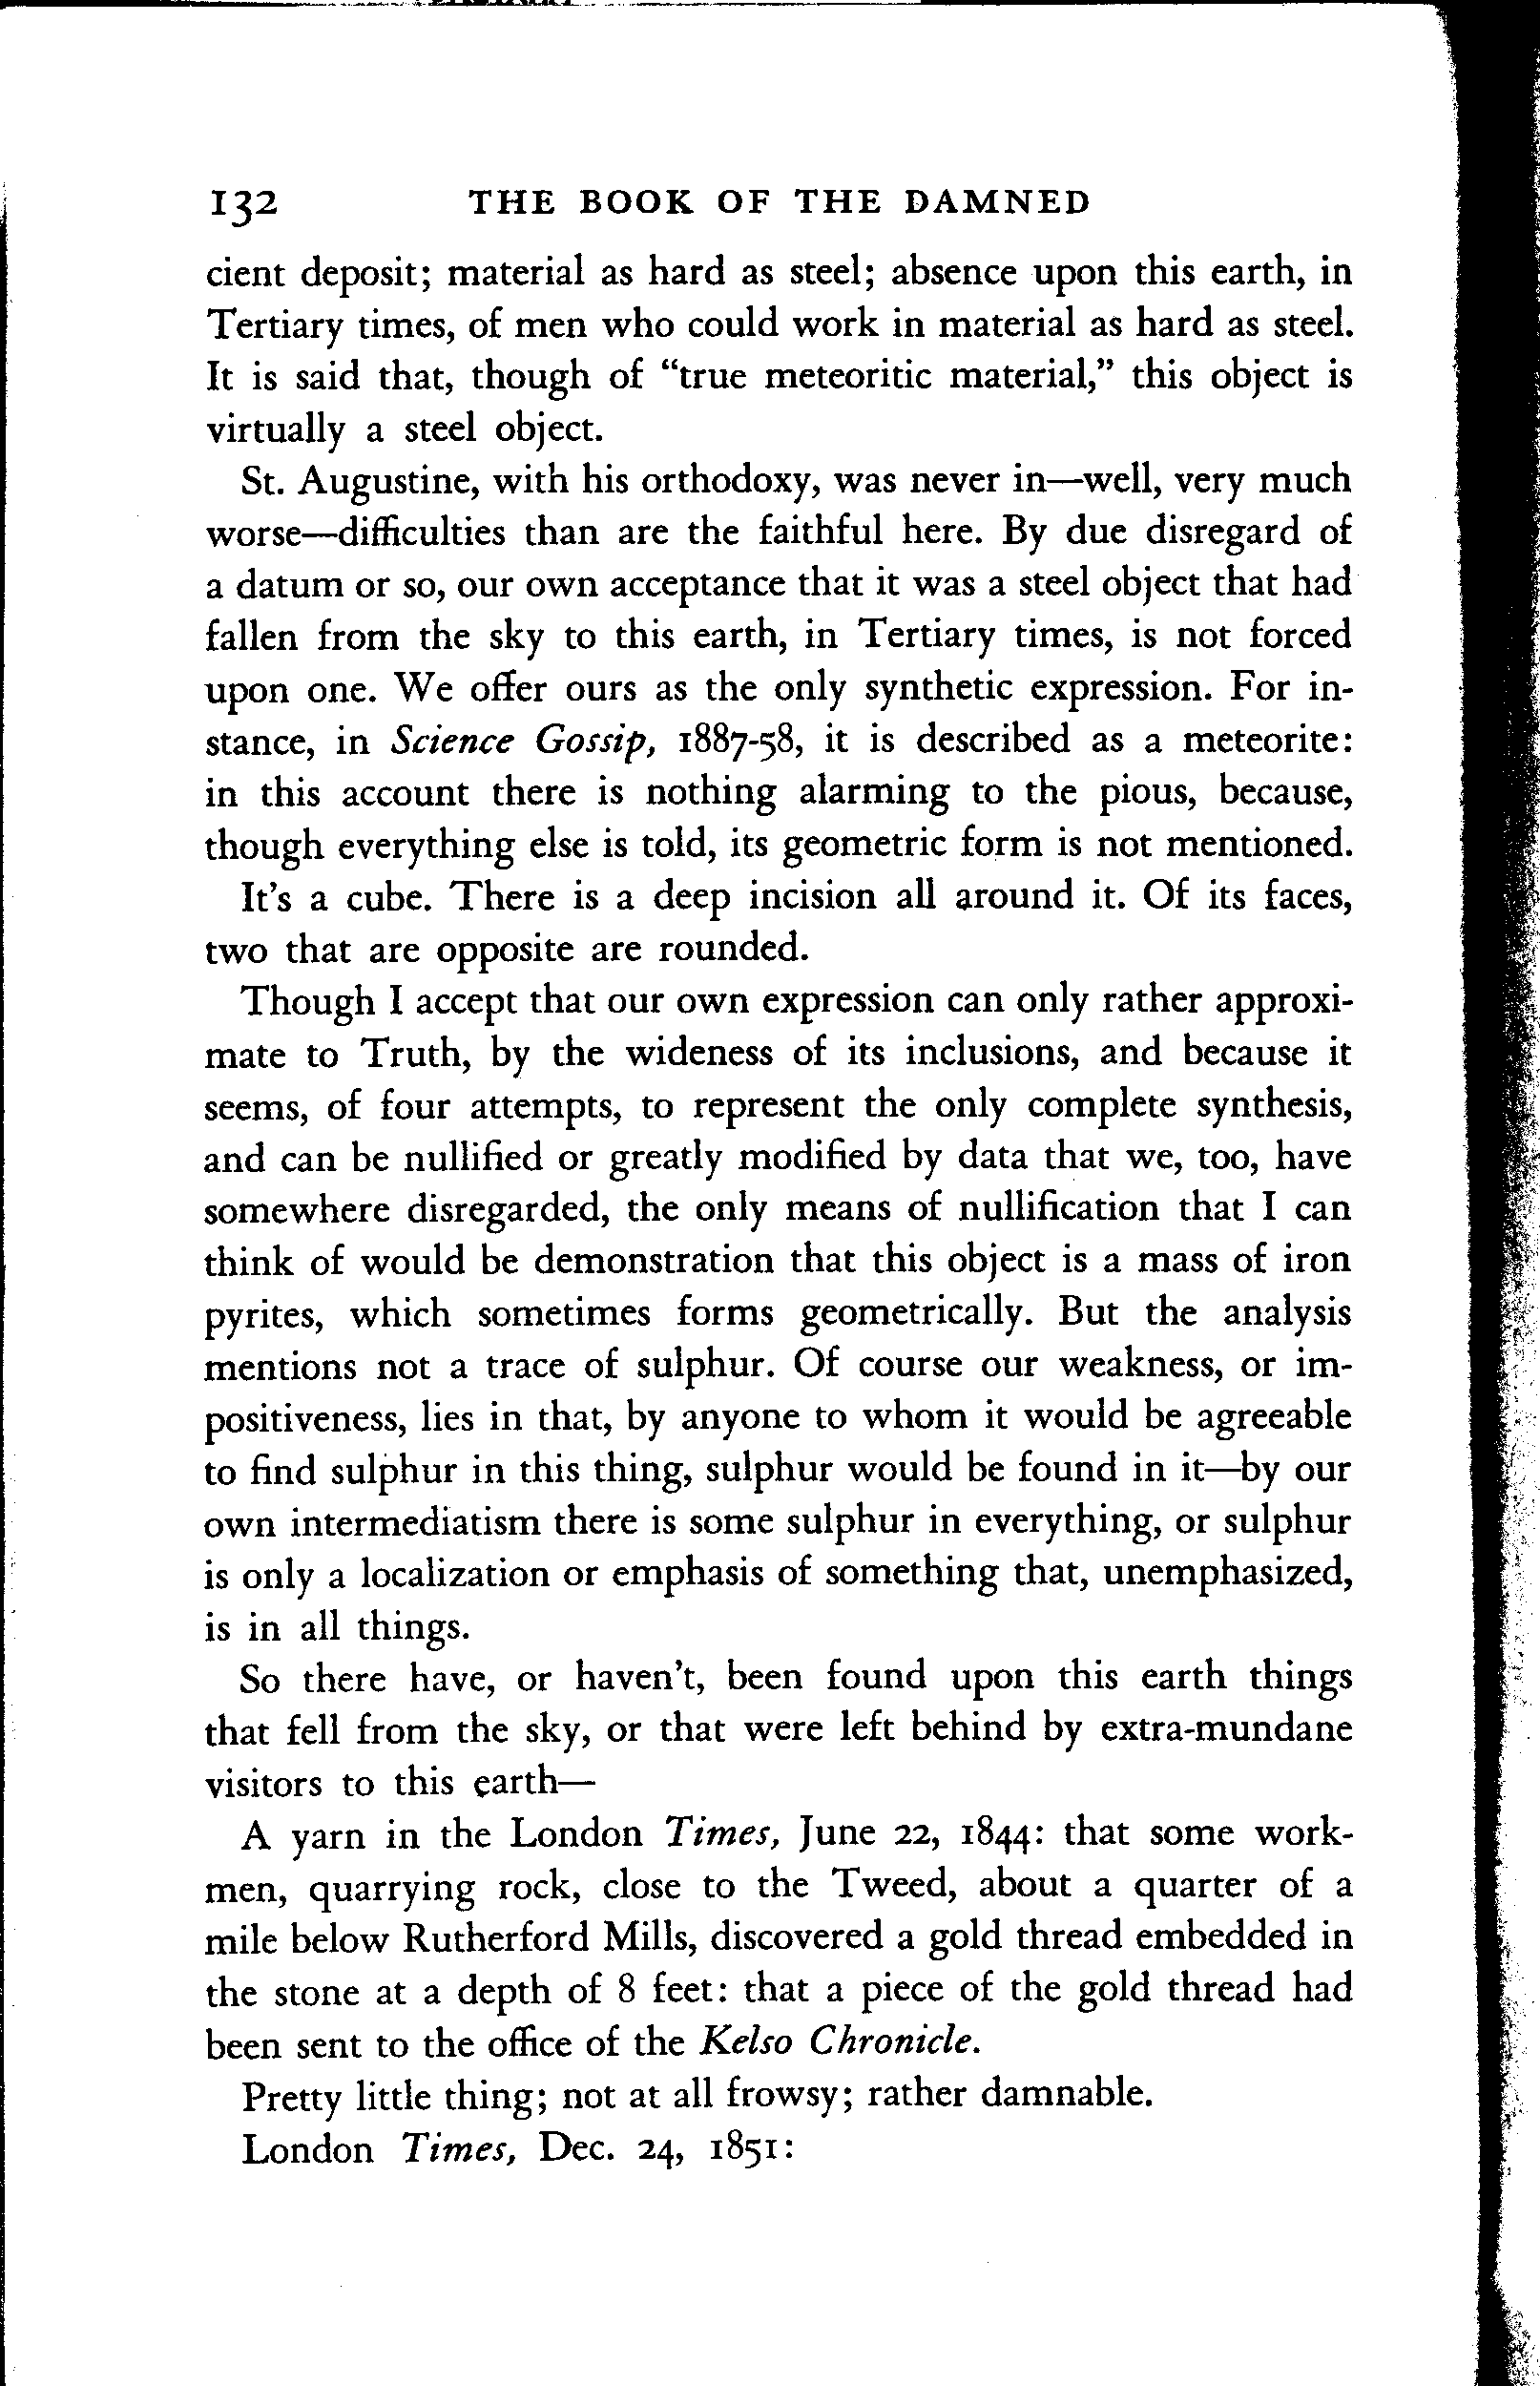 132 THE BOOK OF THE DAMNED
cient deposit; material as hard as steel; absence upon this earth, in
Tertiary times, of men who could work in material as hard as steel.
It is said that, though of “true meteoritic material,” this object is
virtually a steel object.
St. Augustine, with his orthodoxy, was never in—well, very much
worse—difficulties than are the faithful here. By due disregard of
a datum or so, our own acceptance that it was a steel object that had
fallen from the sky to this earth, in Tertiary times, is not forced
upon one. We offer ours as the only synthetic expression. For in-
stance, in Science Gossip, 1887-58, it is described as a meteorite:
in this account there is nothing alarming to the pious, because,
though everything else is told, its geometric form is not mentioned.
It’s a cube. There is a deep incision all around it. Of its faces,
two that are opposite are rounded.
Though I accept that our own expression can only rather approxi-
mate to Truth, by the wideness of its inclusions, and because it
seems, of four attempts, to represent the only complete synthesis,
and can be nullified or greatly modified by data that we, too, have
somewhere disregarded, the only means of nullification that I can
think of would be demonstration that this object is a mass of iron
pyrites, which sometimes forms geometrically. But the analysis
mentions not a trace of sulphur. Of course our weakness, or im-
positiveness, lies in that, by anyone to whom it would be agreeable
to find sulphur in this thing, sulphur would be found in it—by our
own intermediatism there is some sulphur in everything, or sulphur
is only a localization or emphasis of something that, unemphasized,
is in all things.
So there have, or haven’t, been found upon this earth things
that fell from the sky, or that were left behind by extra-mundane
visitors to this earth—
A yarn in the London Times, June 22, 1844: that some work-
men, quarrying rock, close to the Tweed, about a quarter of a
mile below Rutherford Mills, discovered a gold thread embedded in
the stone at a depth of 8 feet: that a piece of the gold thread had
been sent to the office of the Kelso Chronicle.
Pretty little thing; not at all frowsy; rather damnable.
London Times, Dec. 24, 1851: